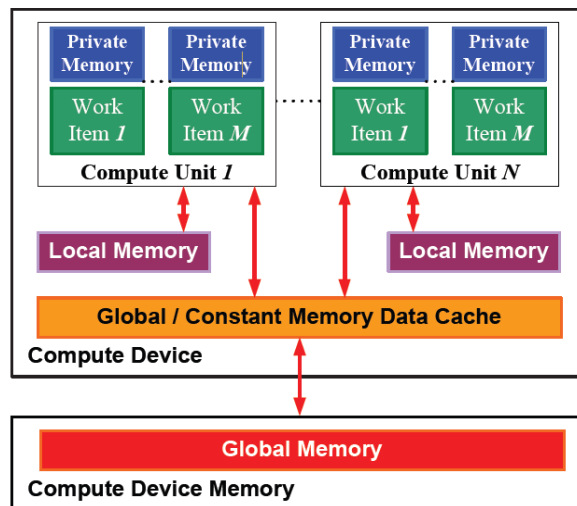 Private Memory
Private Memory
Private Memory
Private Memory
Work Item 1
Work Item M
Work Item 1
Work Item M
Compute Unit 1
Compute Unit N
Local Memory
Local Memory
Global / Constant Memory Data Cache
Compute Device
Global Memory
Compute Device Memory